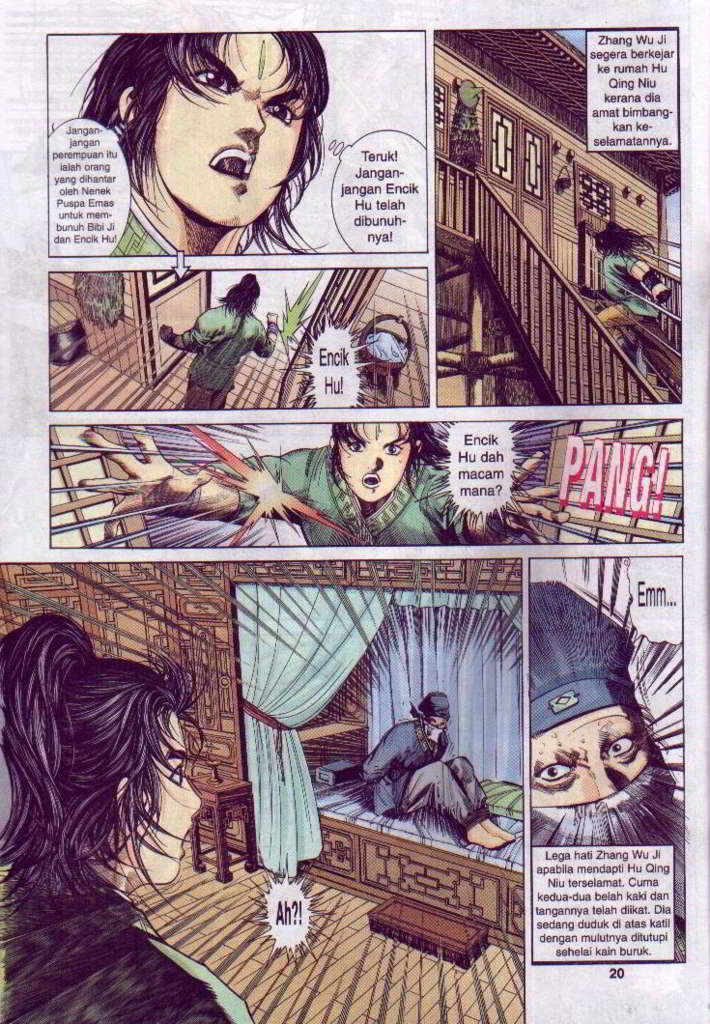 Jangan-
jangan
perempuan itu
ialah orang
yang dihantar
oleh Nenek
Puspa Emas
untuk mem-
bunuh Bibi Ji
dan Encik Hu!
Teruk!
Jangan-
jangan Encik
Hu telah
dibunuh-
nya!
Zhang Wu Ji
segera berkejar
ke rumah Hu
Qing Niu
kerana dia
amat bimbang-
kan ke-
selamatannya.
Encik
Hu!
Encik
Hu dah
macam
mana?
PANG!
Ah?!
Emm...
Lega hati Zhang Wu Ji
apabila mendapti Hu Qing
Niu terselamat. Cuma
kedua-dua belah kaki dan
tangannya telah diikat. Dia
sedang duduk di atas katil
dengan mulutnya ditutupi
sehelai kain buruk.
20